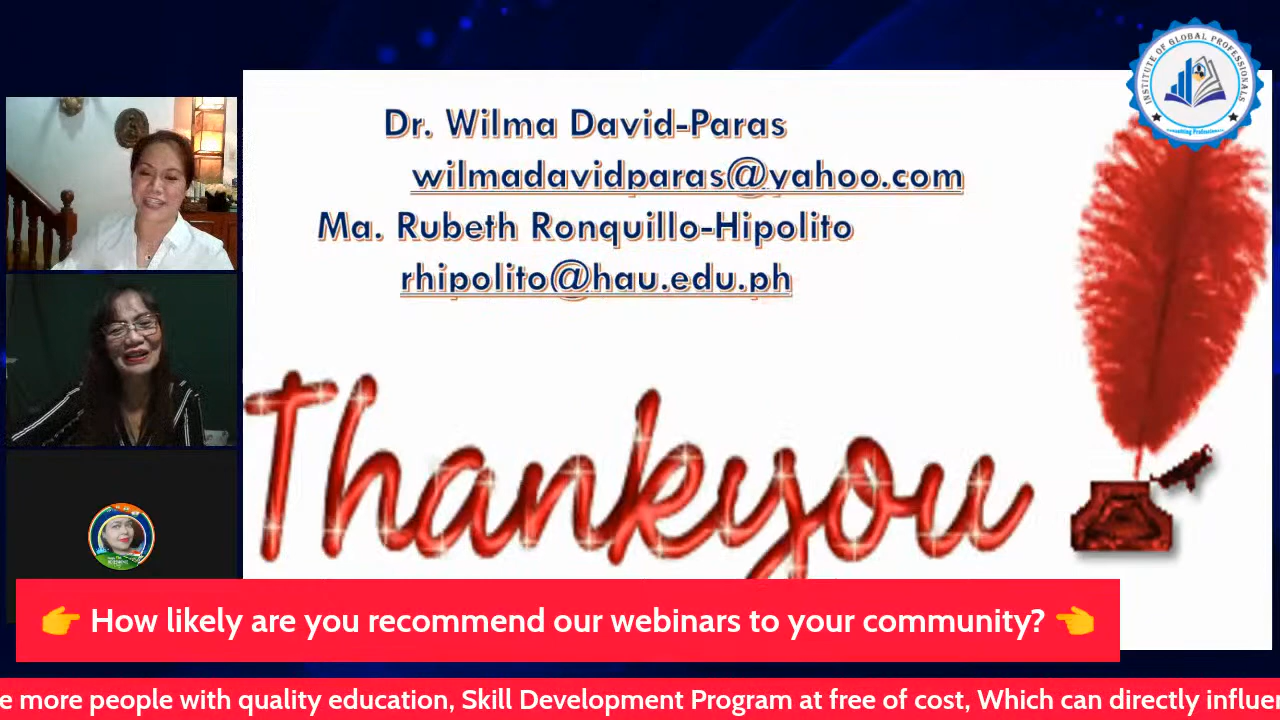 INSTITUTE OF GLOBAL PROFESSIONALS
Dr. Wilma David-Paras
wilmadavidparas@yahoo.com
Ma. Rubeth Ronquillo-Hipolito
rhipolito@hau.edu.ph
Thankyou
👉 How likely are you recommend our webinars to your community? 👈
e more people with quality education, Skill Development Program at free of cost, Which can directly influe